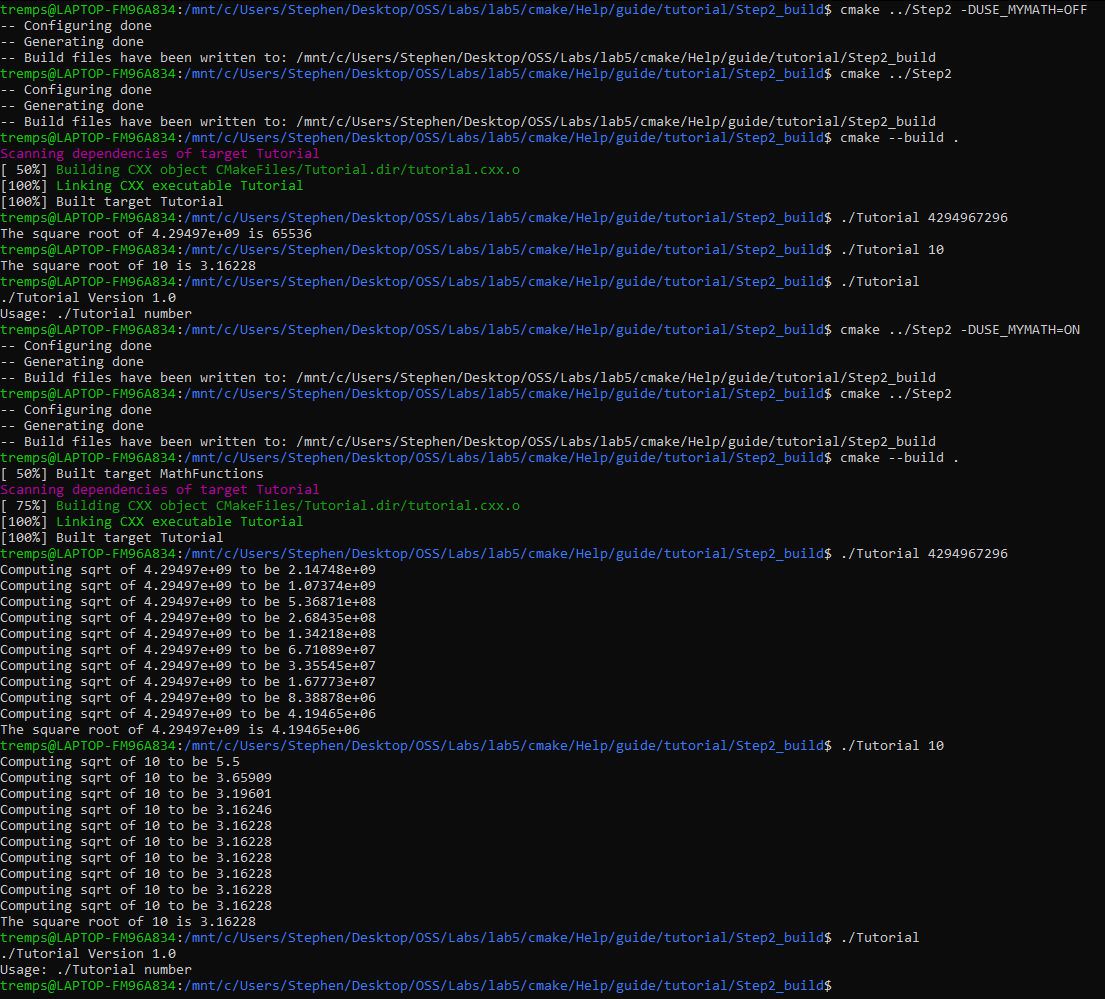 tremps@LAPTOP-FM96A834:/mnt/c/Users/Stephen/Desktop/OSS/Labs/lab5/cmake/Help/guide/tutorial/Step2_build$ cmake ../Step2 -DUSE_MYMATH=OFF
-- Configuring done
-- Generating done
-- Build files have been written to: /mnt/c/Users/Stephen/Desktop/OSS/Labs/lab5/cmake/Help/guide/tutorial/Step2_build
tremps@LAPTOP-FM96A834:/mnt/c/Users/Stephen/Desktop/OSS/Labs/lab5/cmake/Help/guide/tutorial/Step2_build$ cmake ../Step2
-- Configuring done
-- Generating done
-- Build files have been written to: /mnt/c/Users/Stephen/Desktop/OSS/Labs/lab5/cmake/Help/guide/tutorial/Step2_build
tremps@LAPTOP-FM96A834:/mnt/c/Users/Stephen/Desktop/OSS/Labs/lab5/cmake/Help/guide/tutorial/Step2_build$ cmake --build .
Scanning dependencies of target Tutorial
[ 50%] Building CXX object CMakeFiles/Tutorial.dir/tutorial.cxx.o
[100%] Linking CXX executable Tutorial
[100%] Built target Tutorial
tremps@LAPTOP-FM96A834:/mnt/c/Users/Stephen/Desktop/OSS/Labs/lab5/cmake/Help/guide/tutorial/Step2_build$ ./Tutorial 4294967296
The square root of 4.29497e+09 is 65536
tremps@LAPTOP-FM96A834:/mnt/c/Users/Stephen/Desktop/OSS/Labs/lab5/cmake/Help/guide/tutorial/Step2_build$ ./Tutorial 10
The square root of 10 is 3.16228
tremps@LAPTOP-FM96A834:/mnt/c/Users/Stephen/Desktop/OSS/Labs/lab5/cmake/Help/guide/tutorial/Step2_build$ ./Tutorial
./Tutorial Version 1.0
Usage: ./Tutorial number
tremps@LAPTOP-FM96A834:/mnt/c/Users/Stephen/Desktop/OSS/Labs/lab5/cmake/Help/guide/tutorial/Step2_build$ cmake ../Step2 -DUSE_MYMATH=ON
-- Configuring done
-- Generating done
-- Build files have been written to: /mnt/c/Users/Stephen/Desktop/OSS/Labs/lab5/cmake/Help/guide/tutorial/Step2_build
tremps@LAPTOP-FM96A834:/mnt/c/Users/Stephen/Desktop/OSS/Labs/lab5/cmake/Help/guide/tutorial/Step2_build$ cmake ../Step2
-- Configuring done
-- Generating done
-- Build files have been written to: /mnt/c/Users/Stephen/Desktop/OSS/Labs/lab5/cmake/Help/guide/tutorial/Step2_build
tremps@LAPTOP-FM96A834:/mnt/c/Users/Stephen/Desktop/OSS/Labs/lab5/cmake/Help/guide/tutorial/Step2_build$ cmake --build .
[ 50%] Built target MathFunctions
Scanning dependencies of target Tutorial
[ 75%] Building CXX object CMakeFiles/Tutorial.dir/tutorial.cxx.o
[100%] Linking CXX executable Tutorial
[100%] Built target Tutorial
tremps@LAPTOP-FM96A834:/mnt/c/Users/Stephen/Desktop/OSS/Labs/lab5/cmake/Help/guide/tutorial/Step2_build$ ./Tutorial 4294967296
Computing sqrt of 4.29497e+09 to be 2.14748e+09
Computing sqrt of 4.29497e+09 to be 1.07374e+09
Computing sqrt of 4.29497e+09 to be 5.36871e+08
Computing sqrt of 4.29497e+09 to be 2.68435e+08
Computing sqrt of 4.29497e+09 to be 1.34218e+08
Computing sqrt of 4.29497e+09 to be 6.71089e+07
Computing sqrt of 4.29497e+09 to be 3.35545e+07
Computing sqrt of 4.29497e+09 to be 1.67773e+07
Computing sqrt of 4.29497e+09 to be 8.38878e+06
Computing sqrt of 4.29497e+09 to be 4.19465e+06
The square root of 4.29497e+09 is 4.19465e+06
tremps@LAPTOP-FM96A834:/mnt/c/Users/Stephen/Desktop/OSS/Labs/lab5/cmake/Help/guide/tutorial/Step2_build$ ./Tutorial 10
Computing sqrt of 10 to be 5.5
Computing sqrt of 10 to be 3.65909
Computing sqrt of 10 to be 3.19601
Computing sqrt of 10 to be 3.16246
Computing sqrt of 10 to be 3.16228
Computing sqrt of 10 to be 3.16228
Computing sqrt of 10 to be 3.16228
Computing sqrt of 10 to be 3.16228
Computing sqrt of 10 to be 3.16228
Computing sqrt of 10 to be 3.16228
The square root of 10 is 3.16228
tremps@LAPTOP-FM96A834:/mnt/c/Users/Stephen/Desktop/OSS/Labs/lab5/cmake/Help/guide/tutorial/Step2_build$ ./Tutorial
./Tutorial Version 1.0
Usage: ./Tutorial number
tremps@LAPTOP-FM96A834:/mnt/c/Users/Stephen/Desktop/OSS/Labs/lab5/cmake/Help/guide/tutorial/Step2_build$